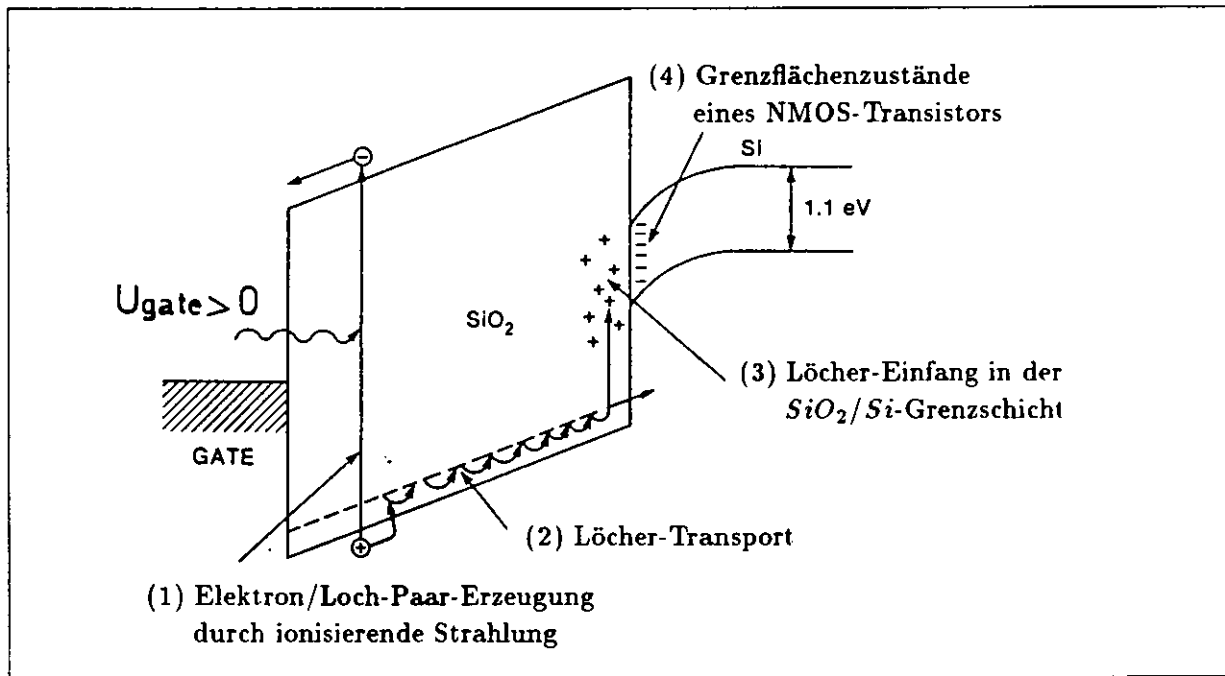 (4) Grenzflächenzustände
eines NMOS-Transistors
Si
1.1 eV
Ugate>0
SiO2
(3) Löcher-Einfang in der
SiO2/Si-Grenzschicht
GATE
(2) Löcher-Transport
(1) Elektron/Loch-Paar-Erzeugung
durch ionisierende Strahlung